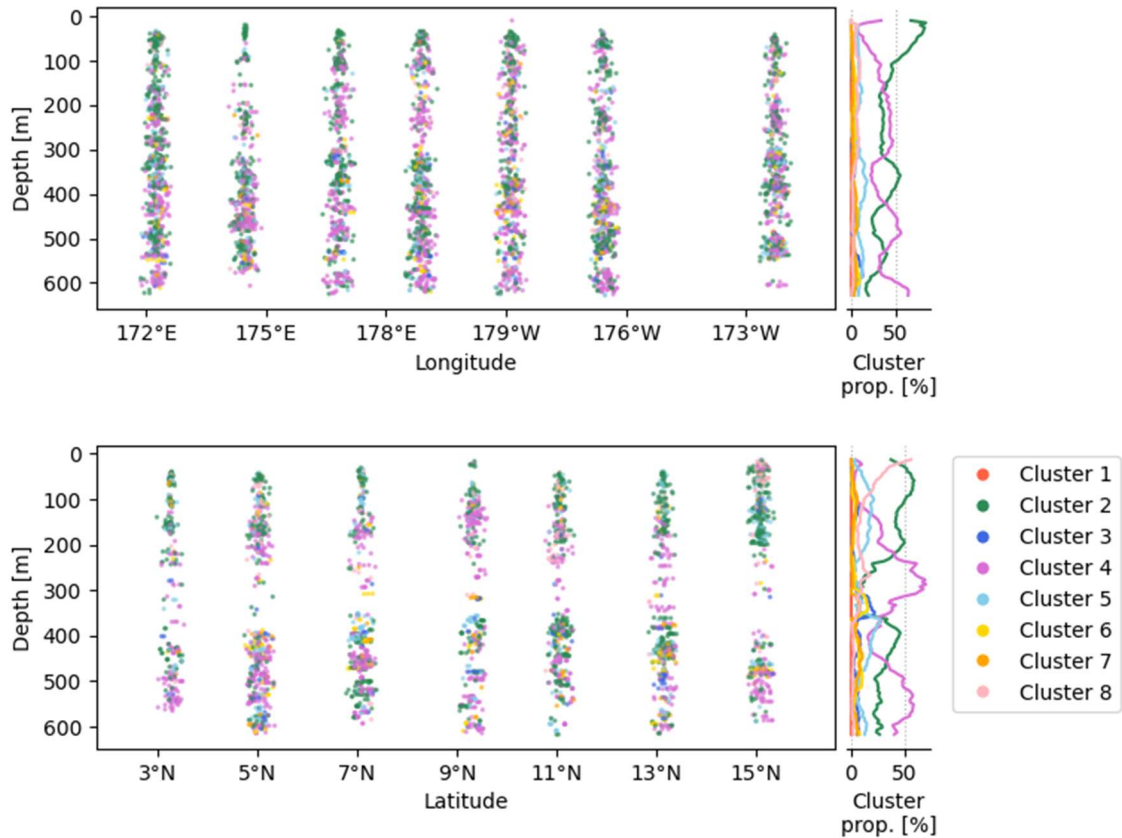 0
100
200
300
400
500
600
Depth [m]
172°E 175°E 178°E 179°W 176°W 173°W
Longitude
0 50
Cluster
prop. [%]
0
100
200
300
400
500
600
Depth [m]
3°N 5°N 7°N 9°N 11°N 13°N 15°N
Latitude
0 50
Cluster
prop. [%]
Cluster 1
Cluster 2
Cluster 3
Cluster 4
Cluster 5
Cluster 6
Cluster 7
Cluster 8